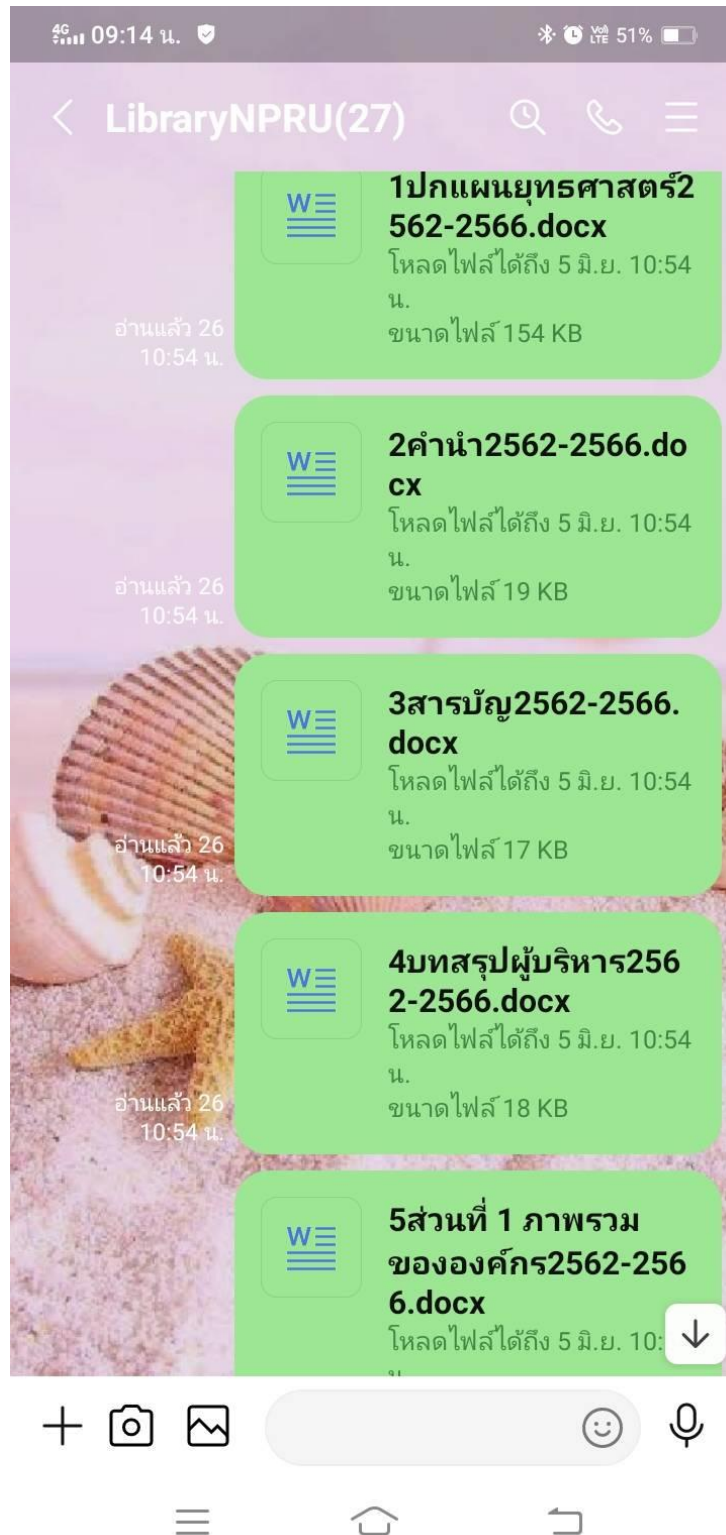 4G 09:14 น.
Vo) LTE 51%
LibraryNPRU(27)
1ปกแผนยุทธศาสตร์2
562-2566.docx
โหลดไฟล์ได้ถึง 5 มิ.ย. 10:54
น.
ขนาดไฟล์ 154 KB
อ่านแล้ว 26
10:54 น.
2คำนำ2562-2566.do
cx
โหลดไฟล์ได้ถึง 5 มิ.ย. 10:54
น.
ขนาดไฟล์ 19 KB
อ่านแล้ว 26
10:54 น.
3สารบัญ2562-2566.
docx
โหลดไฟล์ได้ถึง 5 มิ.ย. 10:54
น.
ขนาดไฟล์ 17 KB
อ่านแล้ว 26
10:54 น.
4บทสรุปผู้บริหาร256
2-2566.docx
โหลดไฟล์ได้ถึง 5 มิ.ย. 10:54
น.
ขนาดไฟล์ 18 KB
อ่านแล้ว 26
10:54 น.
5ส่วนที่ 1 ภาพรวม
ขององค์กร2562-256
6.docx
โหลดไฟล์ได้ถึง 5 มิ.ย. 10: